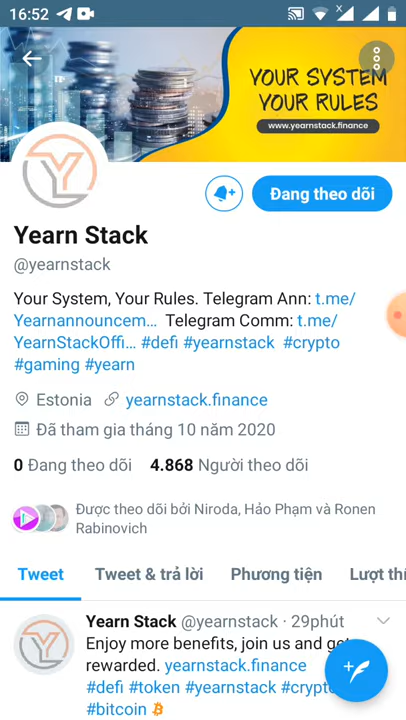 16:52
YOUR SYSTEM
YOUR RULES
www.yearnstack.finance
Đang theo dõi
Yearn Stack
@yearnstack
Your System, Your Rules. Telegram Ann: t.me/
Yearnannouncem… Telegram Comm: t.me/
YearnStackOffi… #defi #yearnstack #crypto
#gaming #yearn
Estonia yearnstack.finance
Đã tham gia tháng 10 năm 2020
0 Đang theo dõi 4.868 Người theo dõi
Được theo dõi bởi Niroda, Hảo Phạm và Ronen
Rabinovich
Tweet Tweet & trả lời Phương tiện Lượt thí
Yearn Stack @yearnstack · 29phút
Enjoy more benefits, join us and get
rewarded. yearnstack.finance
#defi #token #yearnstack #crypto
#bitcoin